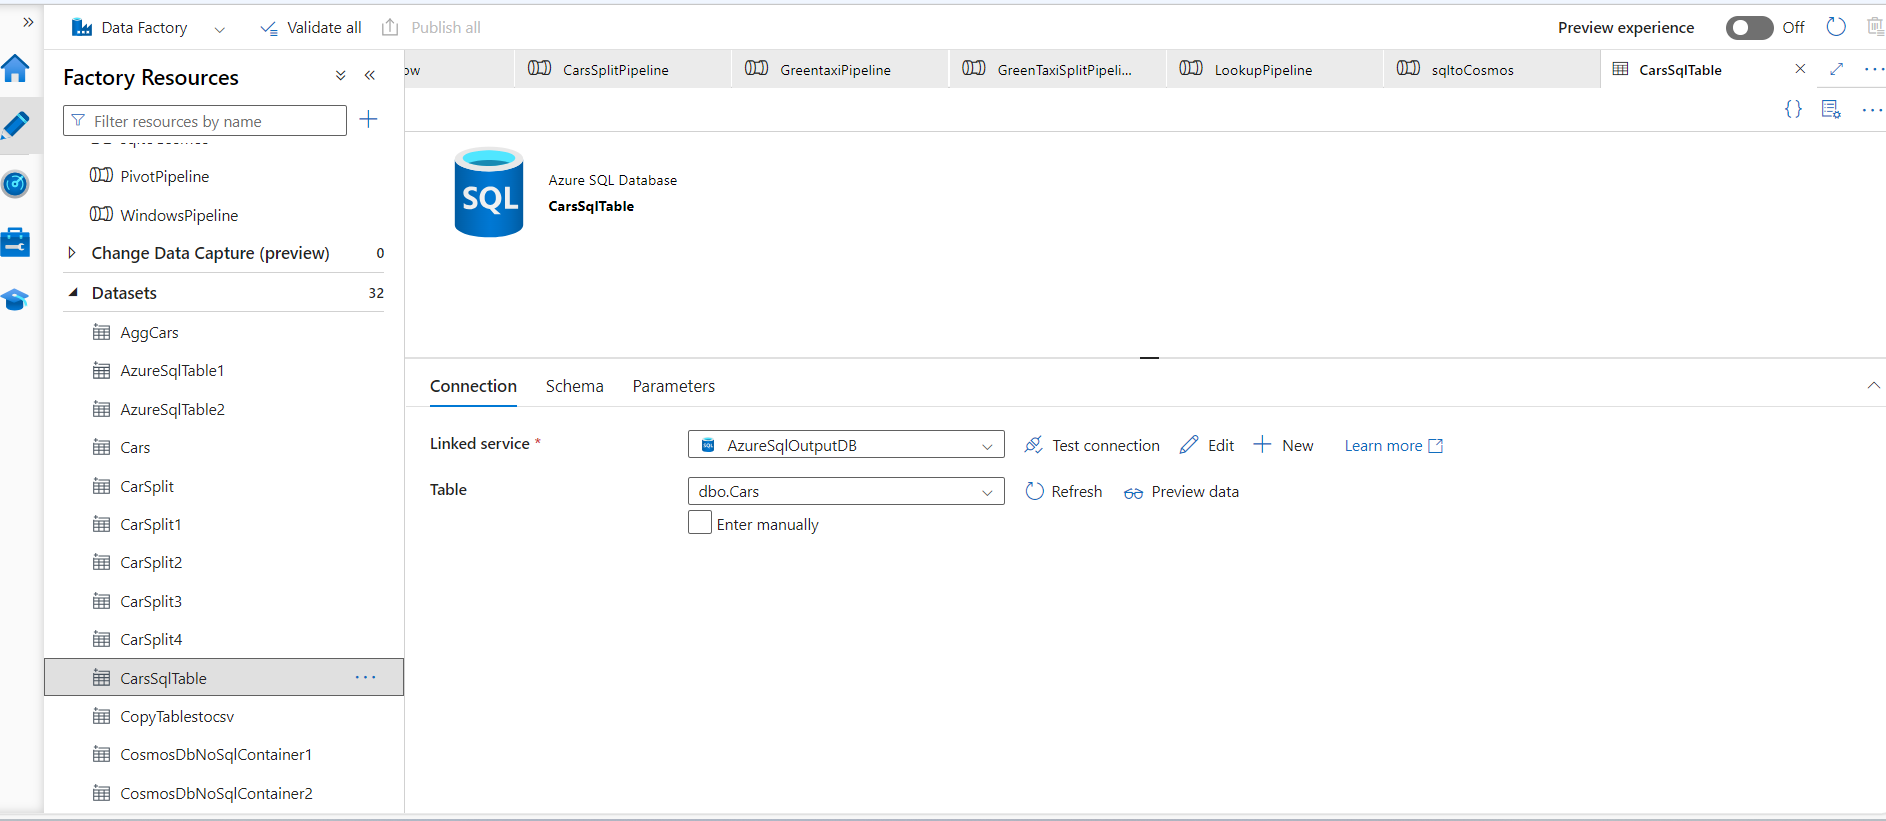 Data Factory
Validate all
Publish all
Preview experience
Off
Factory Resources
Filter resources by name
PivotPipeline
WindowsPipeline
Change Data Capture (preview) 0
Datasets 32
AggCars
AzureSqlTable1
AzureSqlTable2
Cars
CarSplit
CarSplit1
CarSplit2
CarSplit3
CarSplit4
CarsSqlTable
CopyTablestocsv
CosmosDbNoSqlContainer1
CosmosDbNoSqlContainer2
ow
CarsSplitPipeline
GreentaxiPipeline
GreenTaxiSplitPipeli...
LookupPipeline
sqltoCosmos
CarsSqlTable
SQL
Azure SQL Database
CarsSqlTable
Connection
Schema
Parameters
Linked service *
AzureSqlOutputDB
Test connection
Edit
New
Learn more
Table
dbo.Cars
Refresh
Preview data
Enter manually